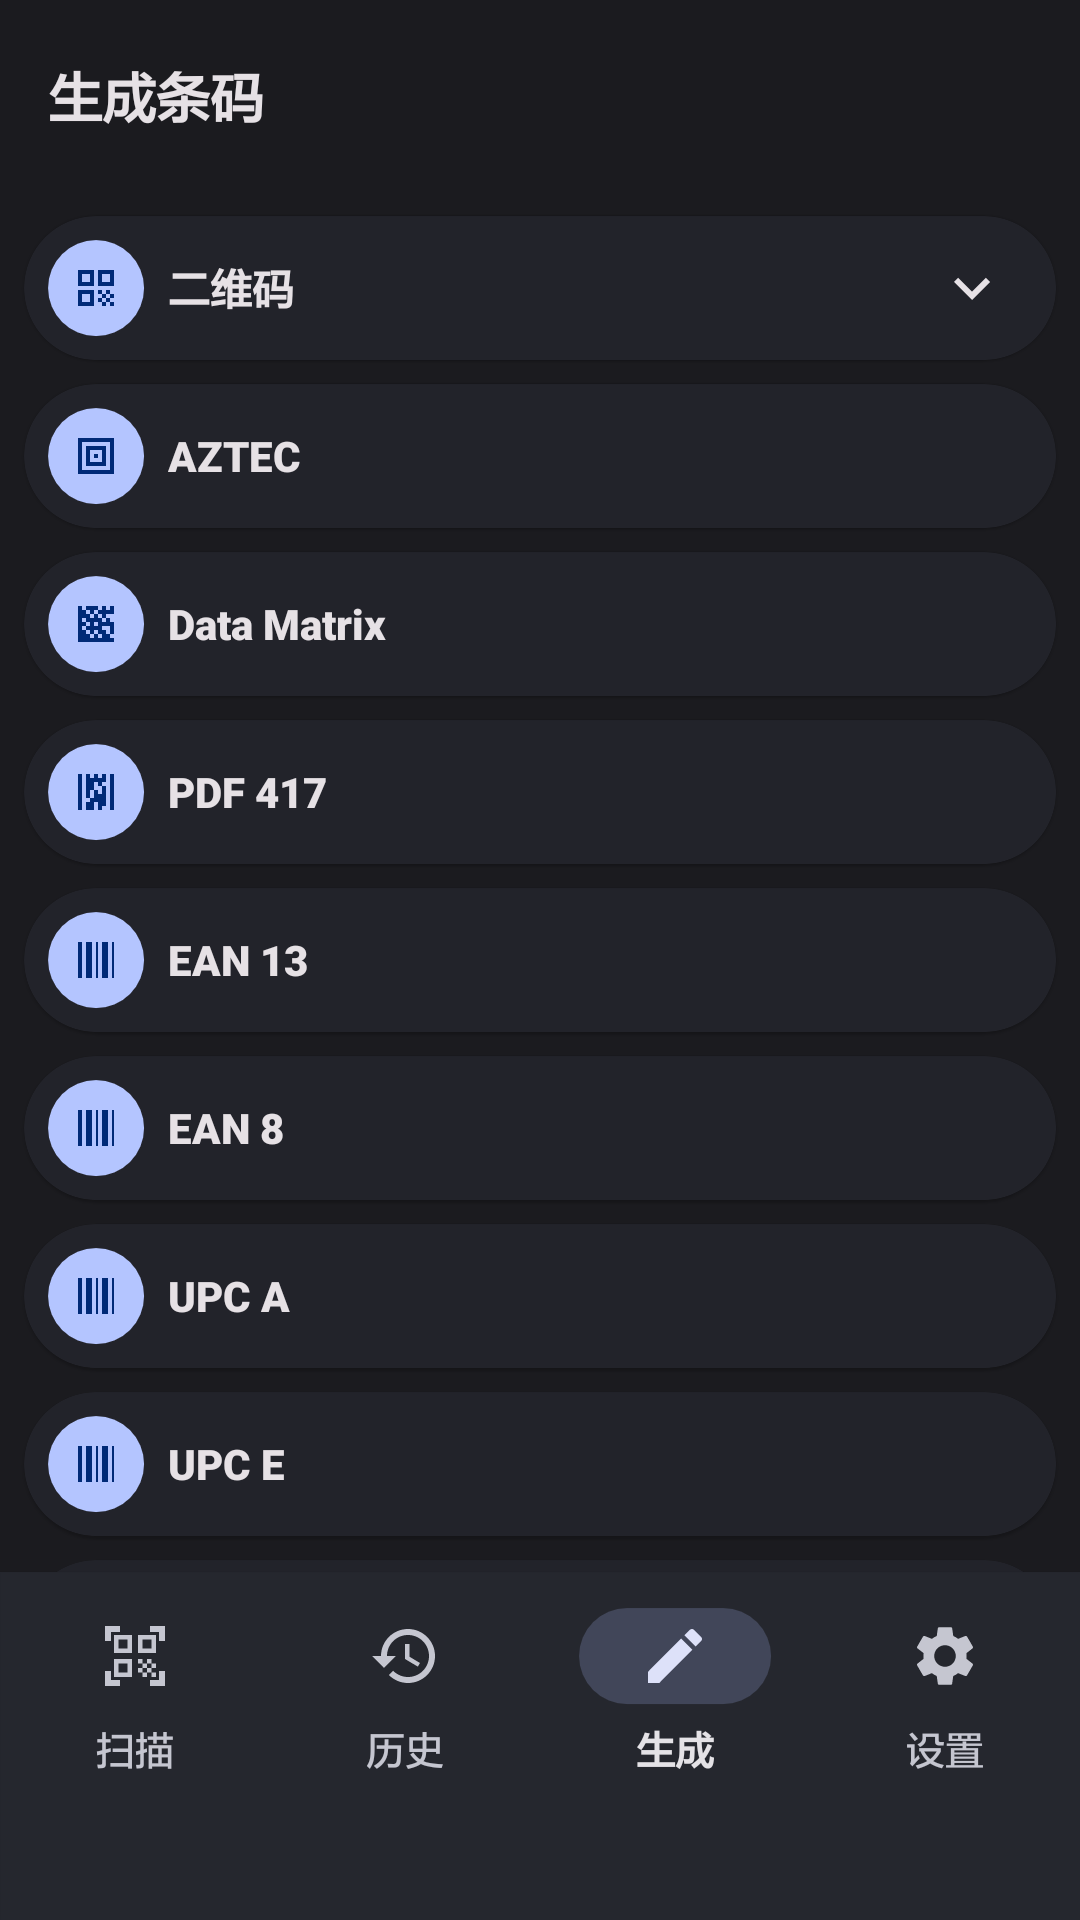 生成条码
二维码
AZTEC
Data Matrix
PDF 417
EAN 13
EAN 8
UPC A
UPC E
扫描
历史
生成
设置